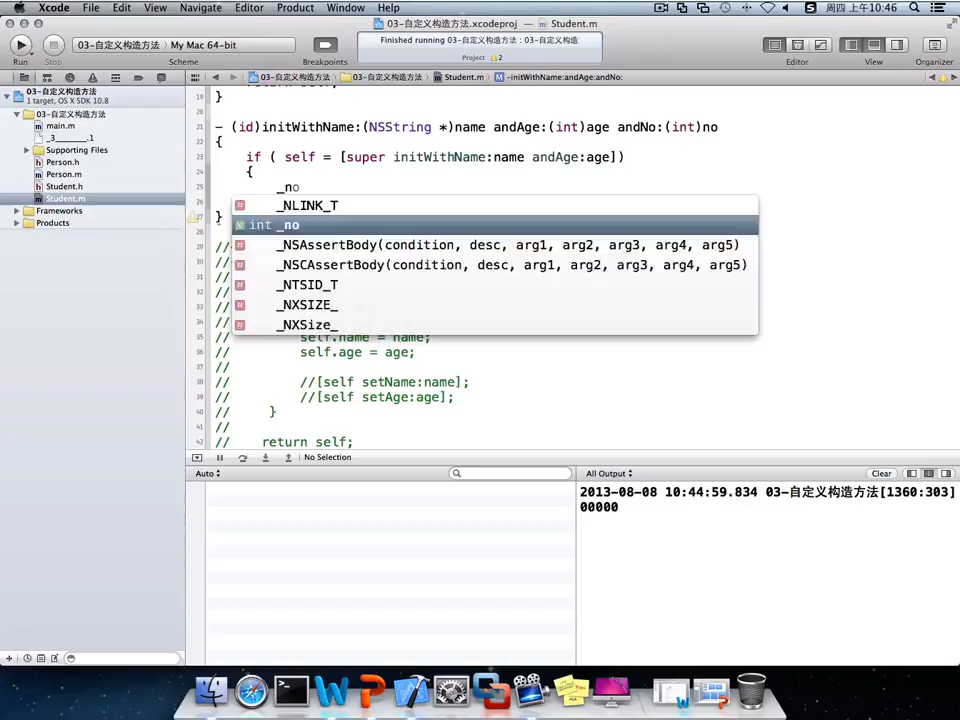 Xcode File Edit View Navigate Editor Product Window Help 周四 上午10:46
03-自定义构造方法.xcodeproj — Student.m
03-自定义构造方法 My Mac 64-bit
Finished running 03-自定义构造方法 : 03-自定义构造
Project 2
Run Stop Scheme Breakpoints Editor View Organizer
03-自定义构造方法 03-自定义构造方法 Student.m -initWithName:andAge:andNo:
03-自定义构造方法
1 target, OS X SDK 10.8
03-自定义构造方法
main.m
_3______.1
Supporting Files
Person.h
Person.m
Student.h
Student.m
Frameworks
Products
19 }
20
21 - (id)initWithName:(NSString *)name andAge:(int)age andNo:(int)no
22 {
23 if ( self = [super initWithName:name andAge:age])
24 {
25 _no
26
27 }
28
29
30
31
32
33
34
_NLINK_T
int _no
_NSAssertBody(condition, desc, arg1, arg2, arg3, arg4, arg5)
_NSCAssertBody(condition, desc, arg1, arg2, arg3, arg4, arg5)
_NTSID_T
_NXSIZE_
_NXSize_
35 // self.name = name;
36 // self.age = age;
37 //
38 // //[self setName:name];
39 // //[self setAge:age];
40 // }
41 //
42 // return self;
No Selection
Auto
All Output Clear
2013-08-08 10:44:59.834 03-自定义构造方法[1360:303]
00000